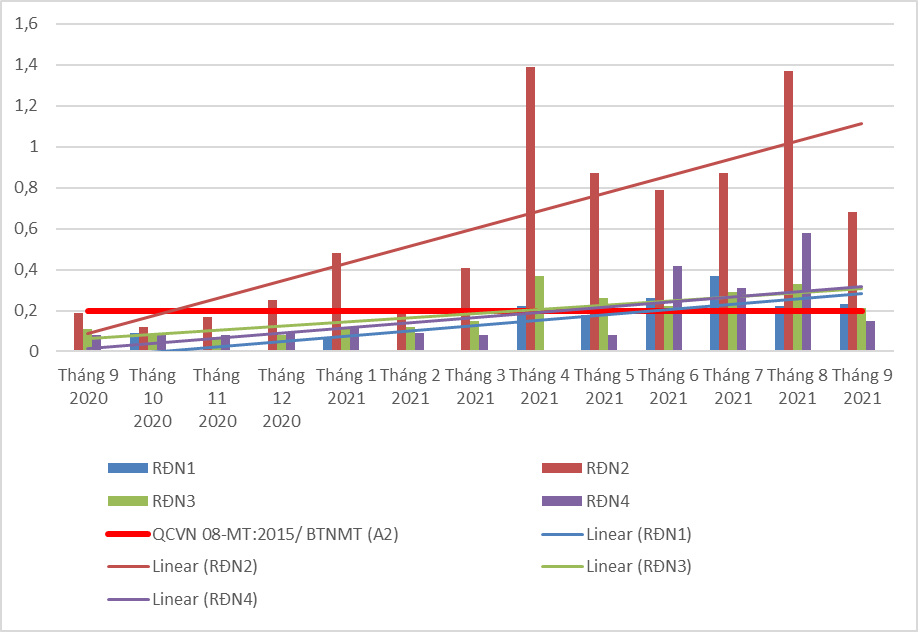 1,6
1,4
1,2
1
0,8
0,6
0,4
0,2
0
Tháng 9
2020
Tháng
10
2020
Tháng
11
2020
Tháng
12
2020
Tháng 1
2021
Tháng 2
2021
Tháng 3
2021
Tháng 4
2021
Tháng 5
2021
Tháng 6
2021
Tháng 7
2021
Tháng 8
2021
Tháng 9
2021
RĐN1
RĐN2
RĐN3
RĐN4
QCVN 08-MT:2015/ BTNMT (A2)
Linear (RĐN1)
Linear (RĐN2)
Linear (RĐN3)
Linear (RĐN4)